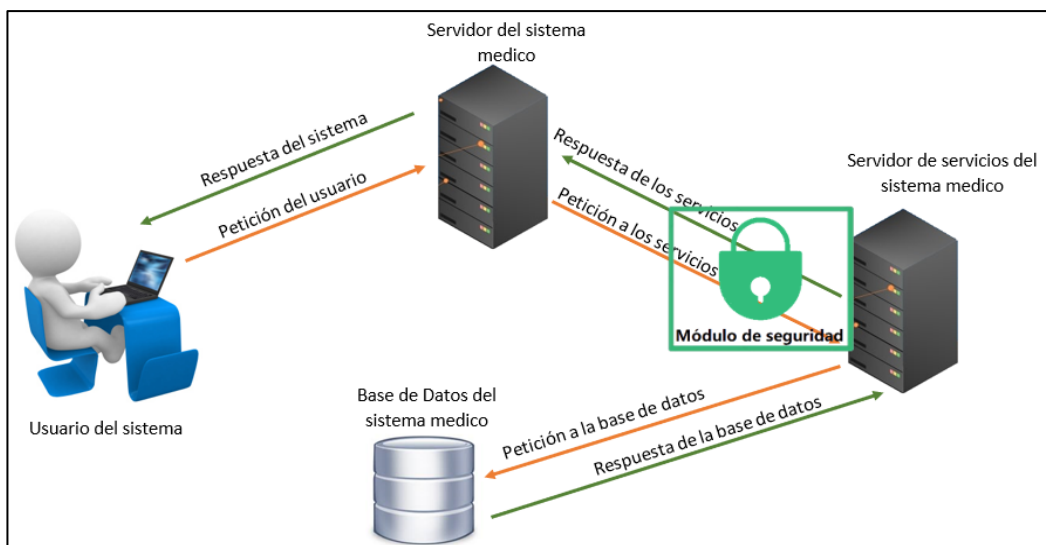 Servidor del sistema
medico
Respuesta del sistema
Petición del usuario
Respuesta de los servicios
Petición a los servicios
Servidor de servicios del
sistema medico
Módulo de seguridad
Usuario del sistema
Base de Datos del
sistema medico
Petición a la base de datos
Respuesta de la base de datos